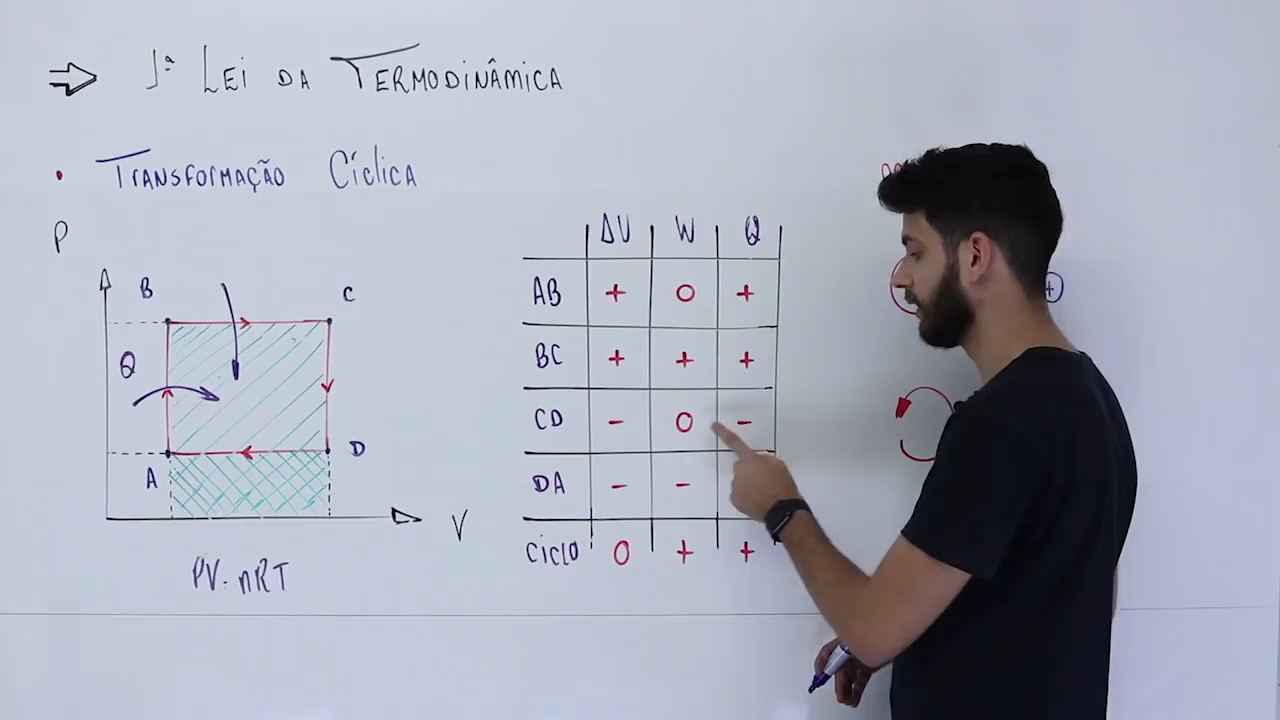 ⇒ 1ª LEI DA TERMODINÂMICA
• TRANSFORMAÇÃO CÍCLICA
P
B C
Q
A D
V
PV = nRT
ΔU W Q
AB + 0 +
BC + + +
CD - 0 -
DA - -
CICLO 0 + +
+